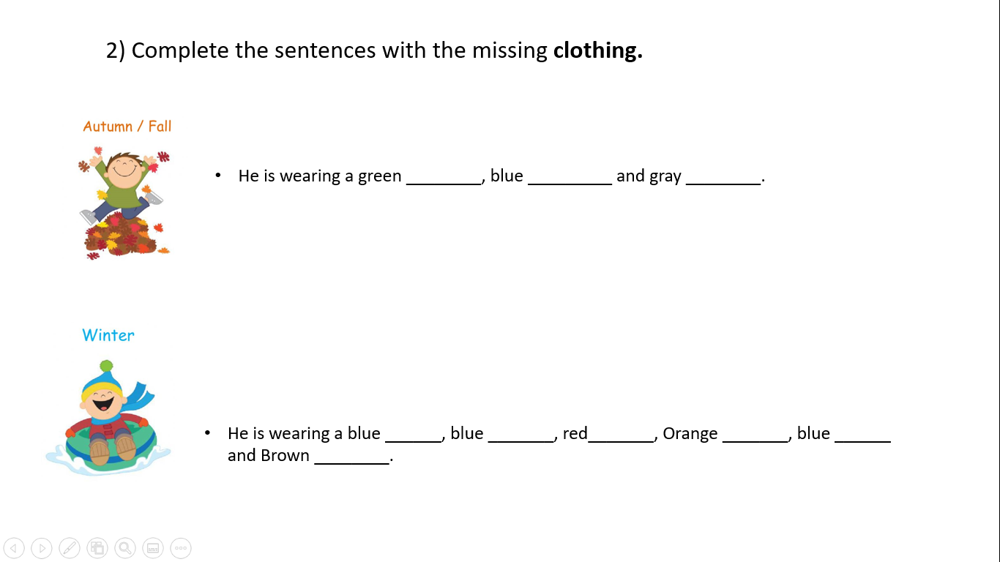 2) Complete the sentences with the missing clothing.
Autumn / Fall
• He is wearing a green ________, blue _________ and gray ________.
Winter
• He is wearing a blue ______, blue _______, red_______, Orange _______, blue ______
and Brown ________.